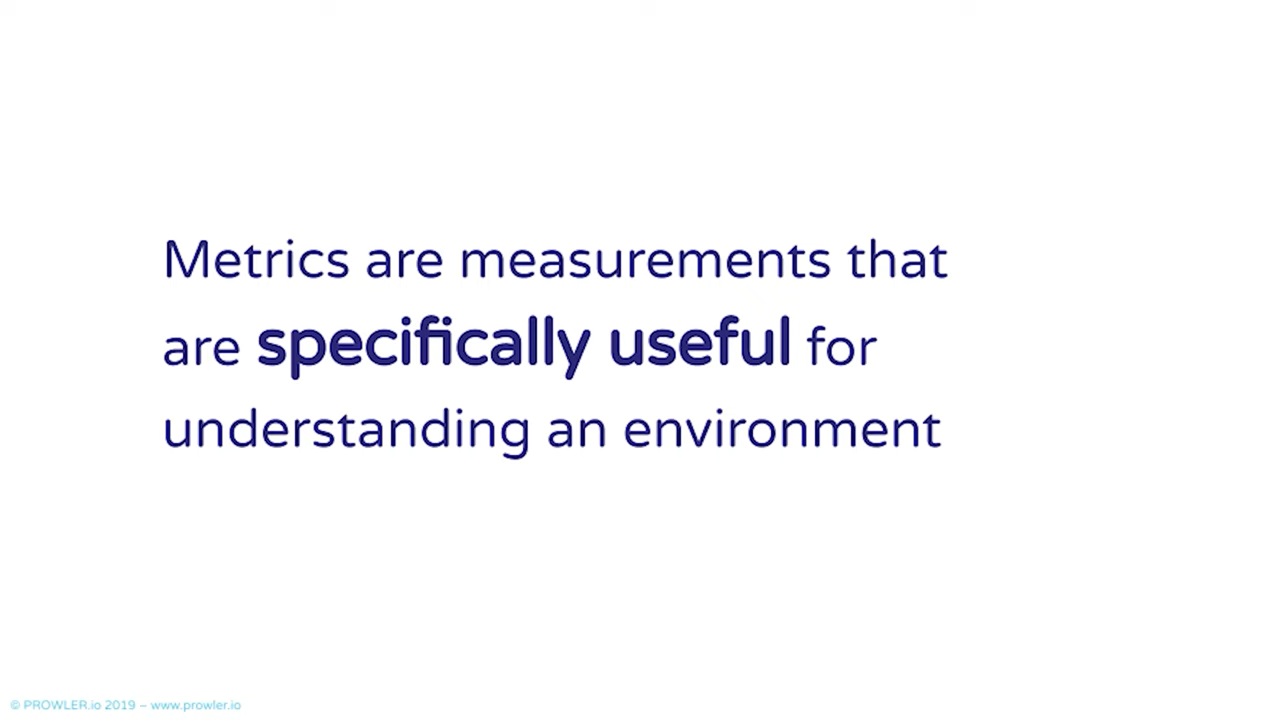 Metrics are measurements that
are specifically useful for
understanding an environment
© PROWLER.io 2019 – www.prowler.io